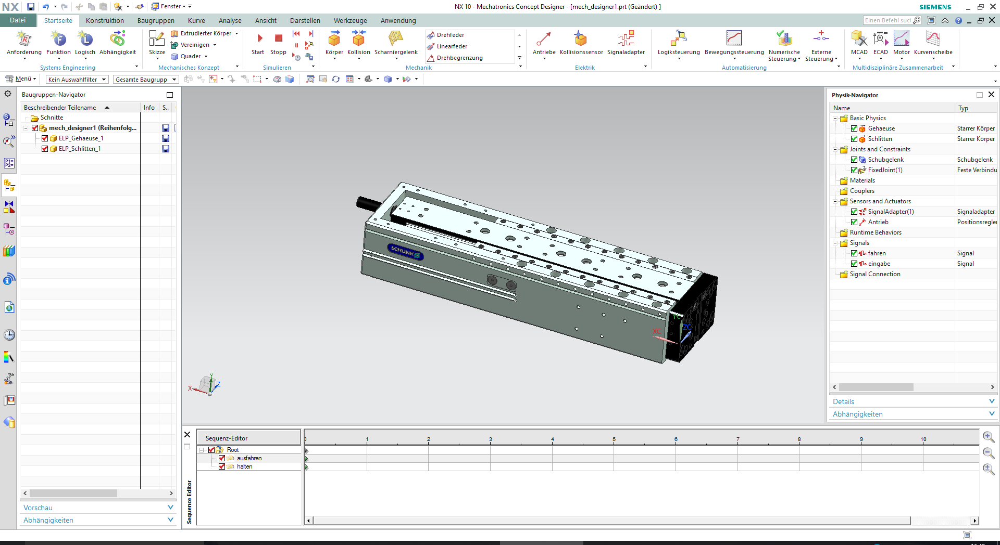 NX
Fenster
NX 10 - Mechatronics Concept Designer - [mech_designer1.prt (Geändert) ]
SIEMENS
Datei
Startseite
Konstruktion
Baugruppen
Kurve
Analyse
Ansicht
Darstellen
Werkzeuge
Anwendung
Einen Befehl sucl
Anforderung
Funktion
Logisch
Abhängigkeit
Systems Engineering
Skizze
Extrudierter Körper
Vereinigen
Quader
Mechanisches Konzept
Start
Stopp
Simulieren
Körper
Kollision
Scharniergelenk
Drehfeder
Linearfeder
Drehbegrenzung
Mechanik
Antriebe
Kollisionssensor
Signaladapter
Elektrik
Logiksteuerung
Bewegungssteuerung
Numerische
Steuerung
Externe
Steuerung
Automatisierung
MCAD
ECAD
Motor
Kurvenscheibe
Multidisziplinäre Zusammenarbeit
Menü
Kein Auswahlfilter
Gesamte Baugrupp
Baugruppen-Navigator
Beschreibender Teilename
Info
S..
Schnitte
mech_designer1 (Reihenfolg...
ELP_Gehaeuse_1
ELP_Schlitten_1
Vorschau
Abhängigkeiten
P1=
P2=
SCHUNK
XC
YC
ZC
X
Y
Z
Physik-Navigator
Name
Typ
Basic Physics
Gehaeuse
Starrer Körper
Schlitten
Starrer Körper
Joints and Constraints
Schubgelenk
Schubgelenk
FixedJoint(1)
Feste Verbindu
Materials
Couplers
Sensors and Actuators
SignalAdapter(1)
Signaladapter
Antrieb
Positionsregler
Runtime Behaviors
Signals
fahren
Signal
eingabe
Signal
Signal Connection
Details
Abhängigkeiten
Sequence Editor
Sequenz-Editor
0 1 2 3 4 5 6 7 8 9 10
Root
ausfahren
halten